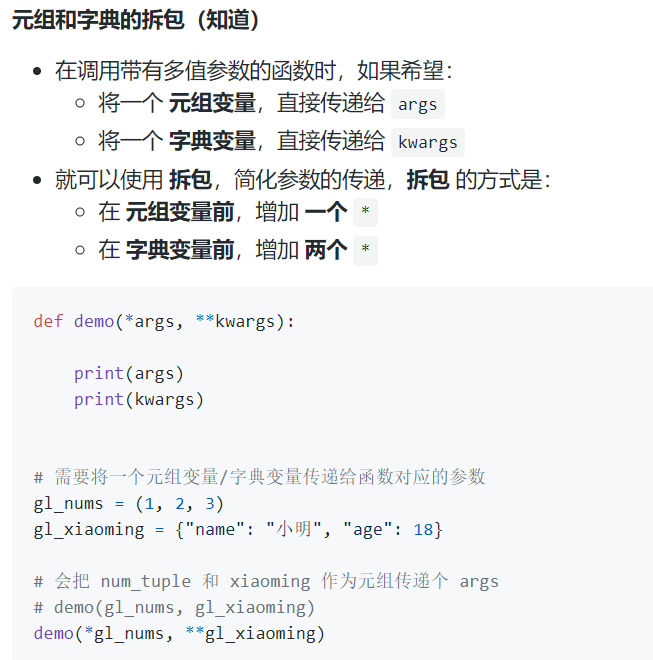 元组和字典的拆包（知道）
在调用带有多值参数的函数时，如果希望：
将一个 元组变量，直接传递给 args
将一个 字典变量，直接传递给 kwargs
就可以使用 拆包，简化参数的传递，拆包 的方式是：
在 元组变量前，增加 一个 *
在 字典变量前，增加 两个 *
def demo(*args, **kwargs):
    print(args)
    print(kwargs)
# 需要将一个元组变量/字典变量传递给函数对应的参数
gl_nums = (1, 2, 3)
gl_xiaoming = {"name": "小明", "age": 18}
# 会把 num_tuple 和 xiaoming 作为元组传递个 args
# demo(gl_nums, gl_xiaoming)
demo(*gl_nums, **gl_xiaoming)